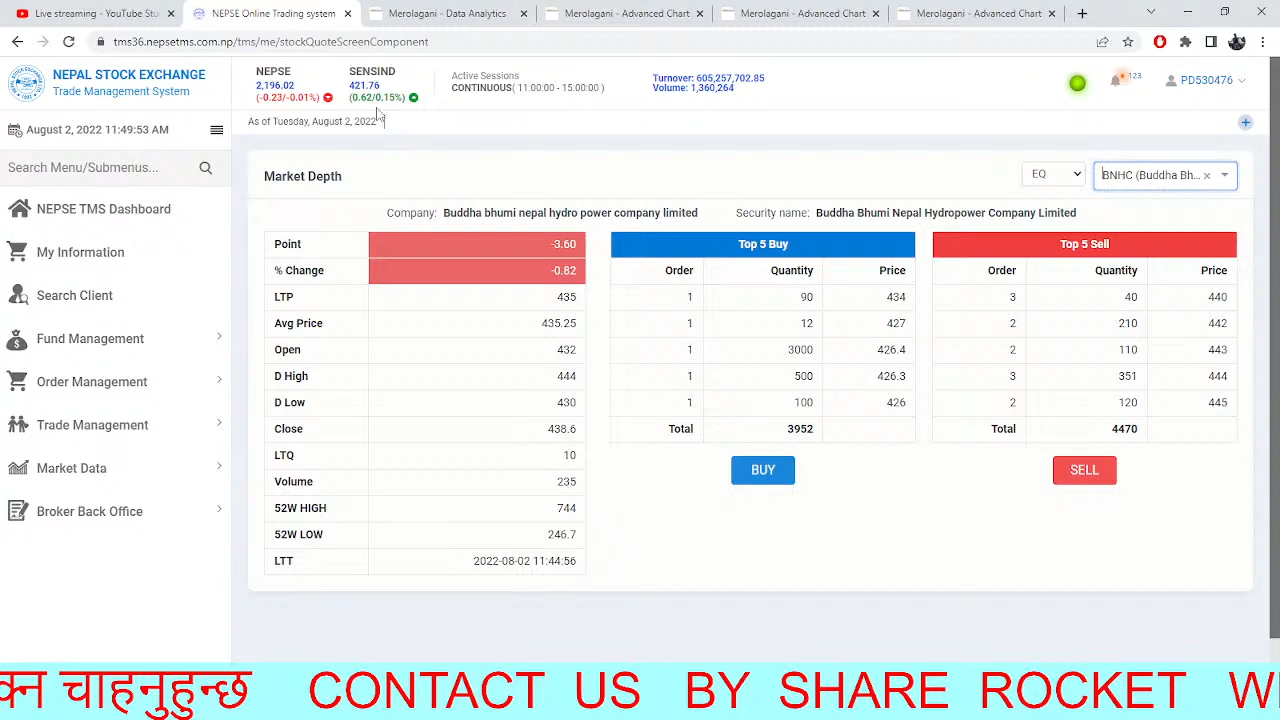 Live streaming - YouTube Stu
NEPSE Online Trading system
Merolagani - Data Analytics
Merolagani - Advanced Chart
Merolagani - Advanced Chart
Merolagani - Advanced Chart
tms36.nepsetms.com.np/tms/me/stockQuoteScreenComponent
NEPAL STOCK EXCHANGE
Trade Management System
NEPSE
2,196.02
(-0.23/-0.01%)
SENSIND
421.76
(0.62/0.15%)
Active Sessions
CONTINUOUS( 11:00:00 - 15:00:00 )
Turnover: 605,257,702.85
Volume: 1,360,264
123
PD530476
As of Tuesday, August 2, 2022
August 2, 2022 11:49:53 AM
Search Menu/Submenus...
NEPSE TMS Dashboard
My Information
Search Client
Fund Management
Order Management
Trade Management
Market Data
Broker Back Office
Market Depth
EQ
BNHC (Buddha Bh...
Company: Buddha bhumi nepal hydro power company limited Security name: Buddha Bhumi Nepal Hydropower Company Limited
Point -3.60
% Change -0.82
LTP 435
Avg Price 435.25
Open 432
D High 444
D Low 430
Close 438.6
LTQ 10
Volume 235
52W HIGH 744
52W LOW 246.7
LTT 2022-08-02 11:44:56
Top 5 Buy
Order Quantity Price
1 90 434
1 12 427
1 3000 426.4
1 500 426.3
1 100 426
Total 3952
BUY
Top 5 Sell
Order Quantity Price
3 40 440
2 210 442
2 110 443
3 351 444
2 120 445
Total 4470
SELL
क्न चाहनुहुन्छ CONTACT US BY SHARE ROCKET